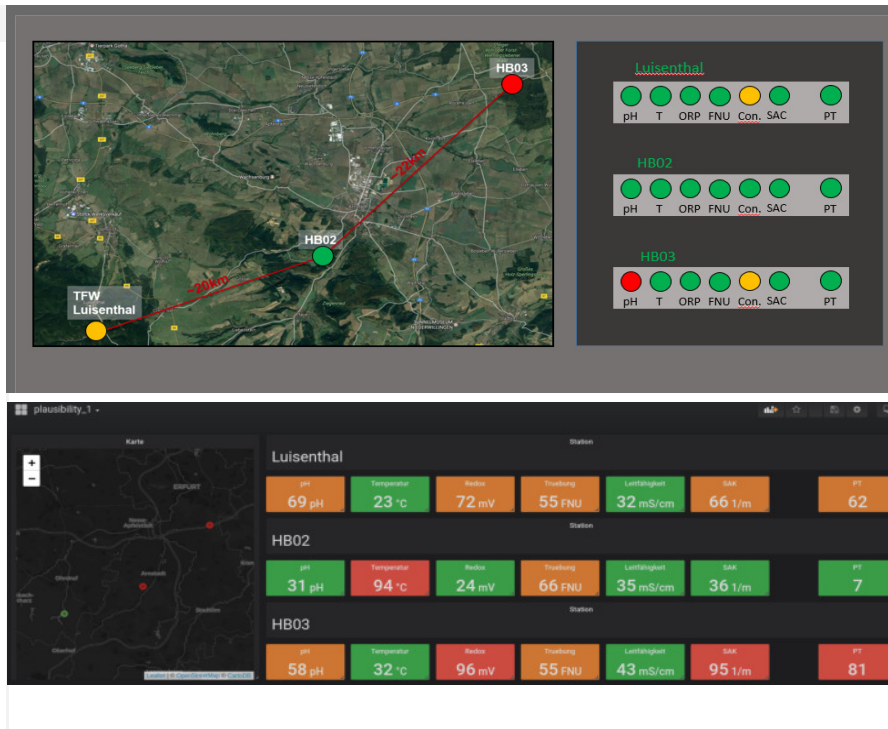 HB03
~22km
HB02
~20km
TFW
Luisenthal
Luisenthal
pH T ORP FNU Con. SAC PT
HB02
pH T ORP FNU Con. SAC PT
HB03
pH T ORP FNU Con. SAC PT
plausibility_1
Karte
+
−
ERFURT
Arnstadt
Stadtilm
Ohrdruf
Oberhof
Leaflet | © OpenStreetMap © CartoDB
Station
Luisenthal
pH Temperatur Redox Truebung Leitfähigkeit SAK PT
69 pH 23 °C 72 mV 55 FNU 32 mS/cm 66 1/m 62
Station
HB02
pH Temperatur Redox Truebung Leitfähigkeit SAK PT
31 pH 94 °C 24 mV 66 FNU 35 mS/cm 36 1/m 7
Station
HB03
pH Temperatur Redox Truebung Leitfähigkeit SAK PT
58 pH 32 °C 96 mV 55 FNU 43 mS/cm 95 1/m 81